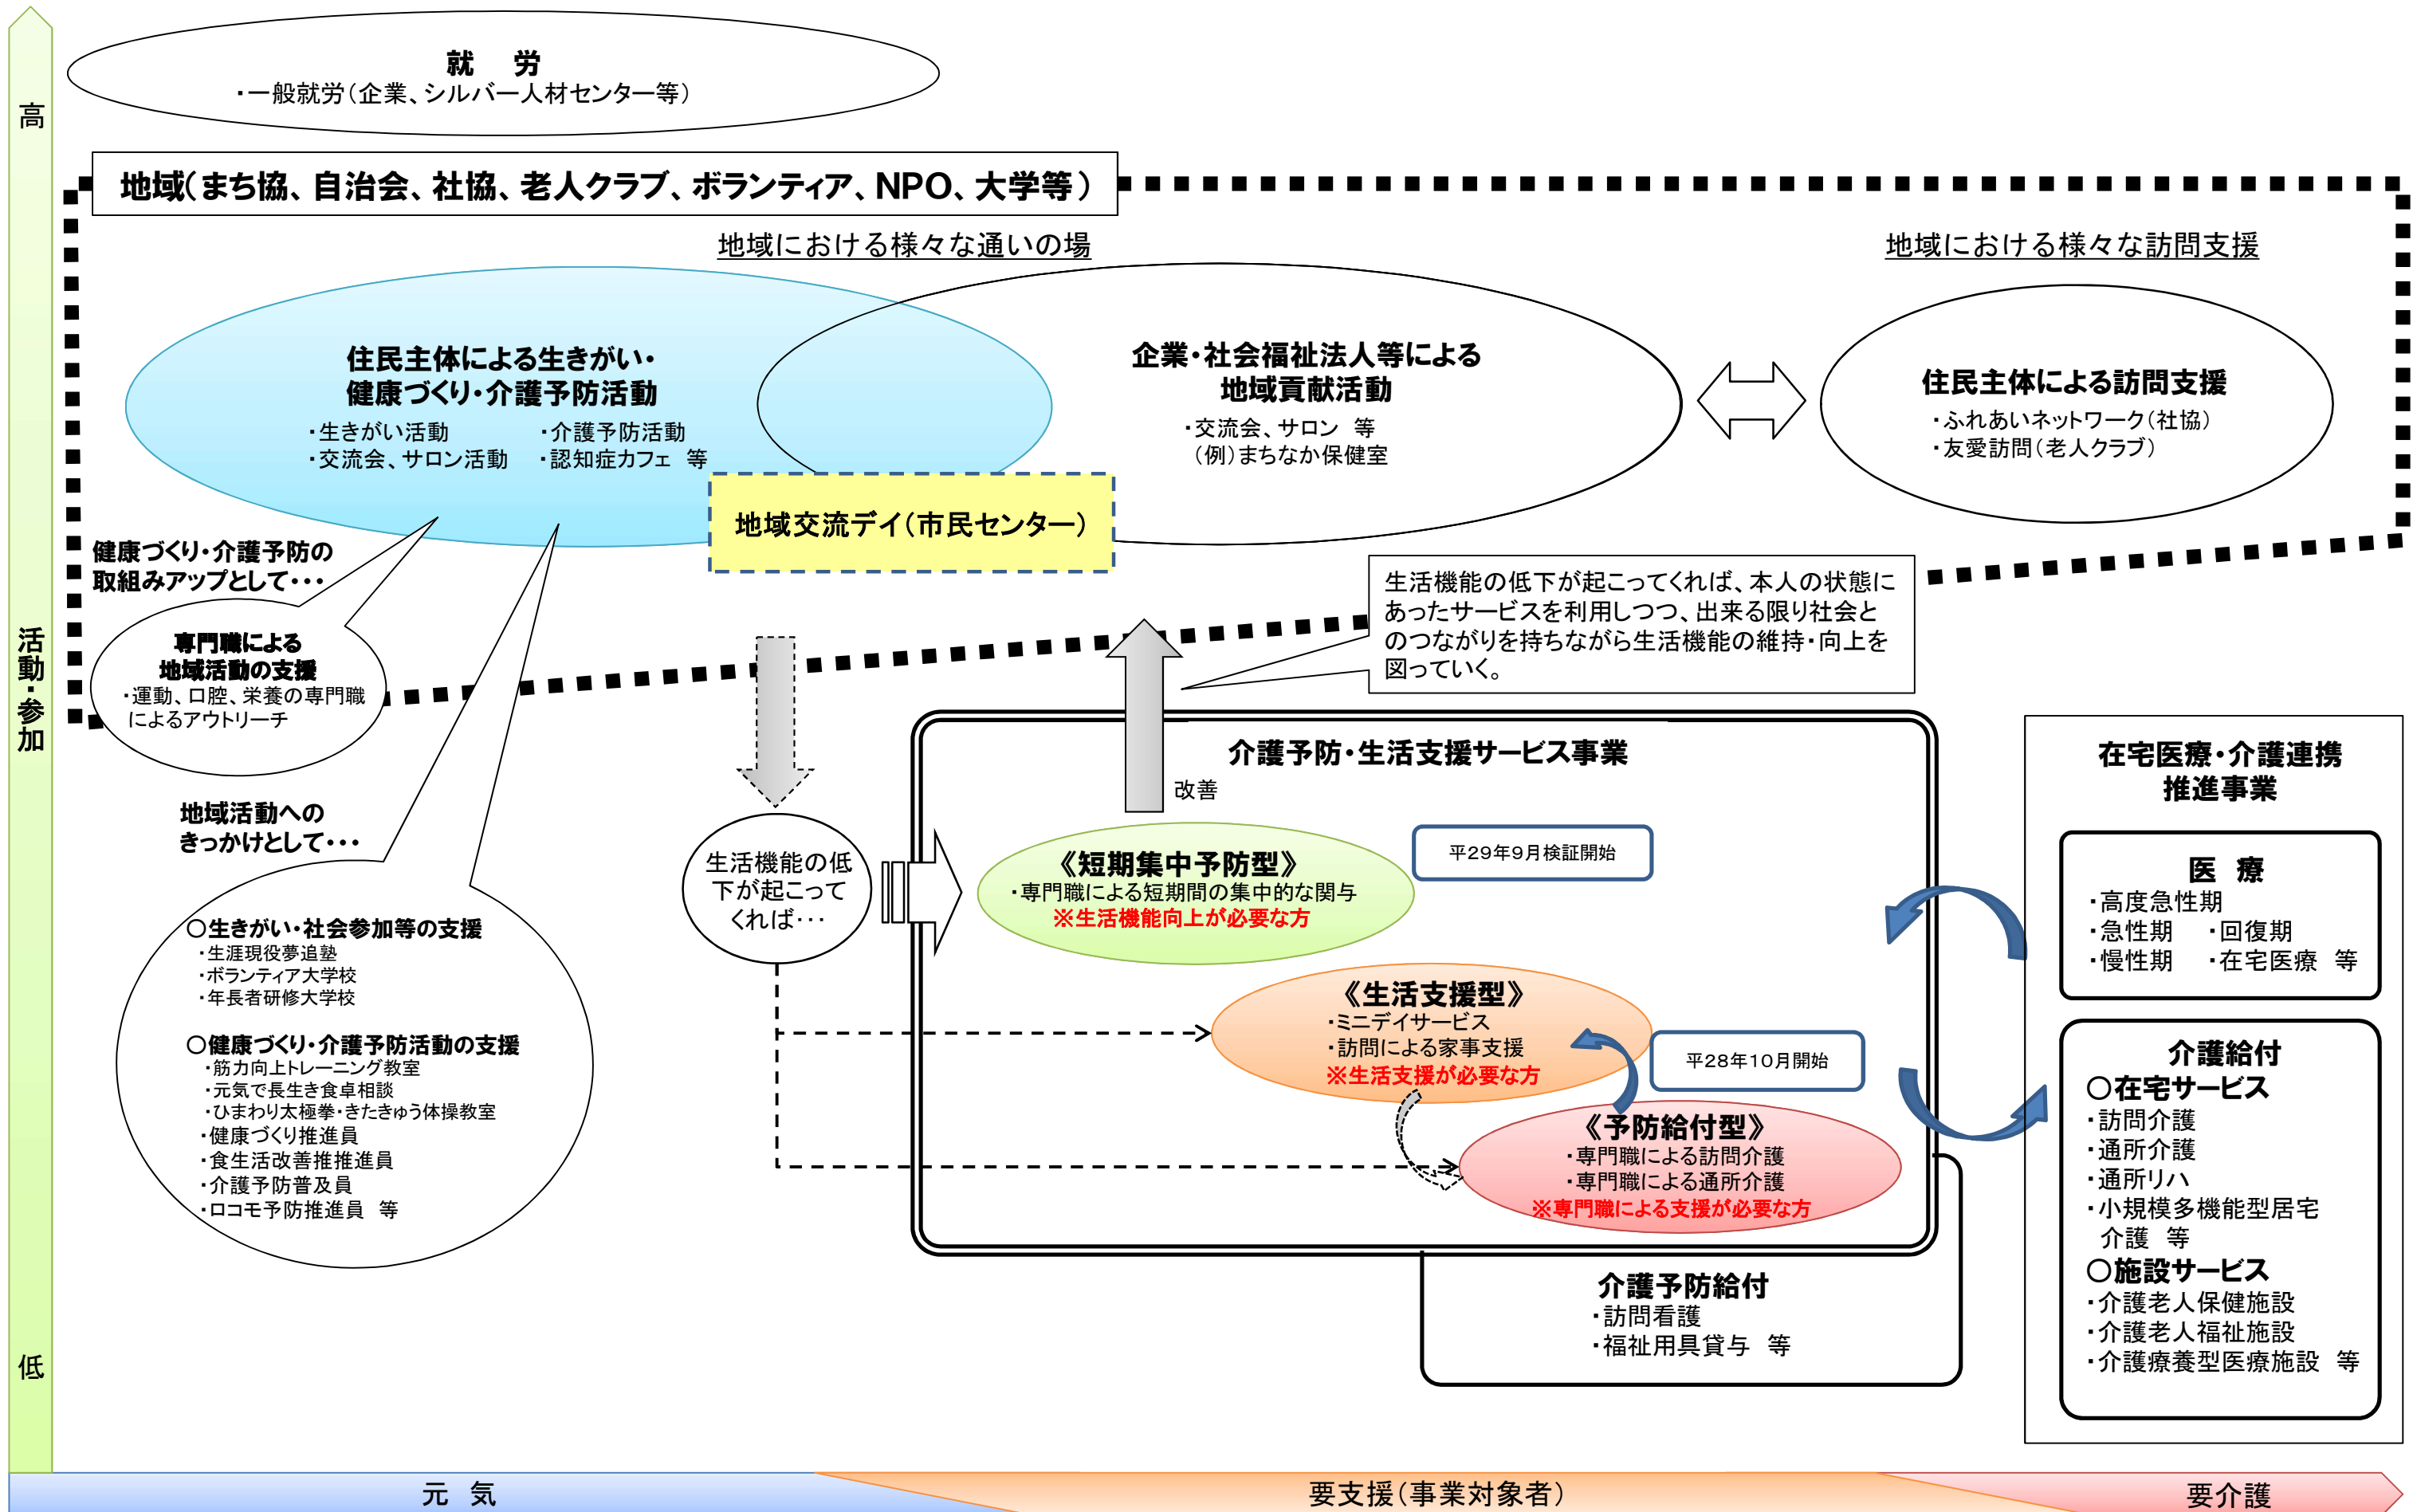 高
活動・参加
低
就　労
・一般就労（企業、シルバー人材センター等）
地域（まち協、自治会、社協、老人クラブ、ボランティア、NPO、大学等）
地域における様々な通いの場
地域における様々な訪問支援
住民主体による生きがい・
健康づくり・介護予防活動
・生きがい活動　・介護予防活動
・交流会、サロン活動　・認知症カフェ　等
企業・社会福祉法人等による
地域貢献活動
・交流会、サロン　等
（例）まちなか保健室
住民主体による訪問支援
・ふれあいネットワーク（社協）
・友愛訪問（老人クラブ）
地域交流デイ（市民センター）
健康づくり・介護予防の
取組みアップとして・・・
専門職による
地域活動の支援
・運動、口腔、栄養の専門職
によるアウトリーチ
生活機能の低下が起こってくれば、本人の状態に
あったサービスを利用しつつ、出来る限り社会と
のつながりを持ちながら生活機能の維持・向上を
図っていく。
地域活動への
きっかけとして・・・
○生きがい・社会参加等の支援
・生涯現役夢追塾
・ボランティア大学校
・年長者研修大学校
○健康づくり・介護予防活動の支援
・筋力向上トレーニング教室
・元気で長生き食卓相談
・ひまわり太極拳・きたきゅう体操教室
・健康づくり推進員
・食生活改善推推進員
・介護予防普及員
・ロコモ予防推進員　等
生活機能の低
下が起こって
くれば・・・
介護予防・生活支援サービス事業
改善
《短期集中予防型》
・専門職による短期間の集中的な関与
※生活機能向上が必要な方
平29年9月検証開始
《生活支援型》
・ミニデイサービス
・訪問による家事支援
※生活支援が必要な方
平28年10月開始
《予防給付型》
・専門職による訪問介護
・専門職による通所介護
※専門職による支援が必要な方
介護予防給付
・訪問看護
・福祉用具貸与　等
在宅医療・介護連携
推進事業
医　療
・高度急性期
・急性期　・回復期
・慢性期　・在宅医療　等
介護給付
○在宅サービス
・訪問介護
・通所介護
・通所リハ
・小規模多機能型居宅
介護　等
○施設サービス
・介護老人保健施設
・介護老人福祉施設
・介護療養型医療施設　等
元　気
要支援（事業対象者）
要介護